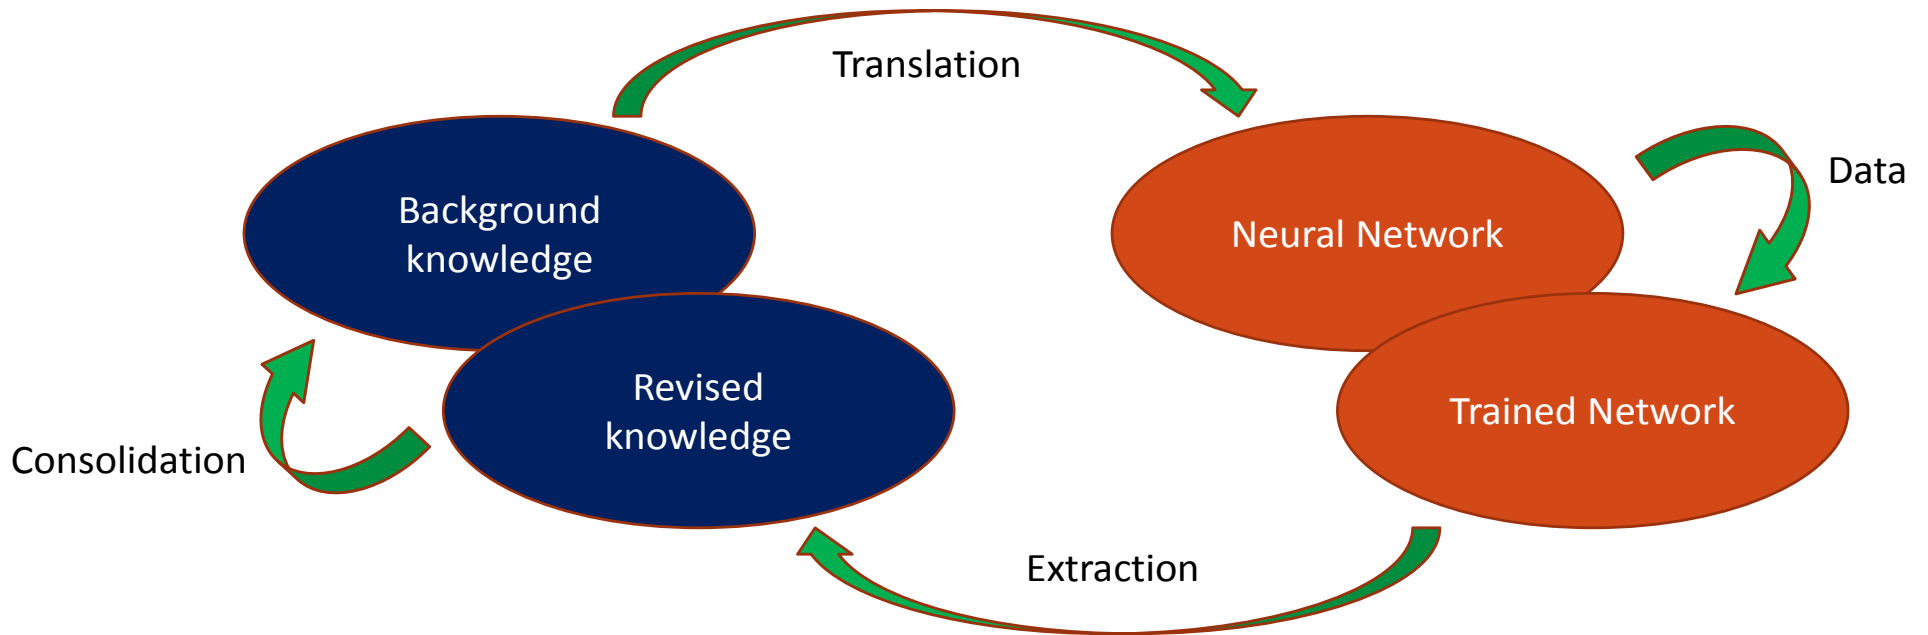 Translation
Background
knowledge
Neural Network
Data
Revised
knowledge
Trained Network
Consolidation
Extraction